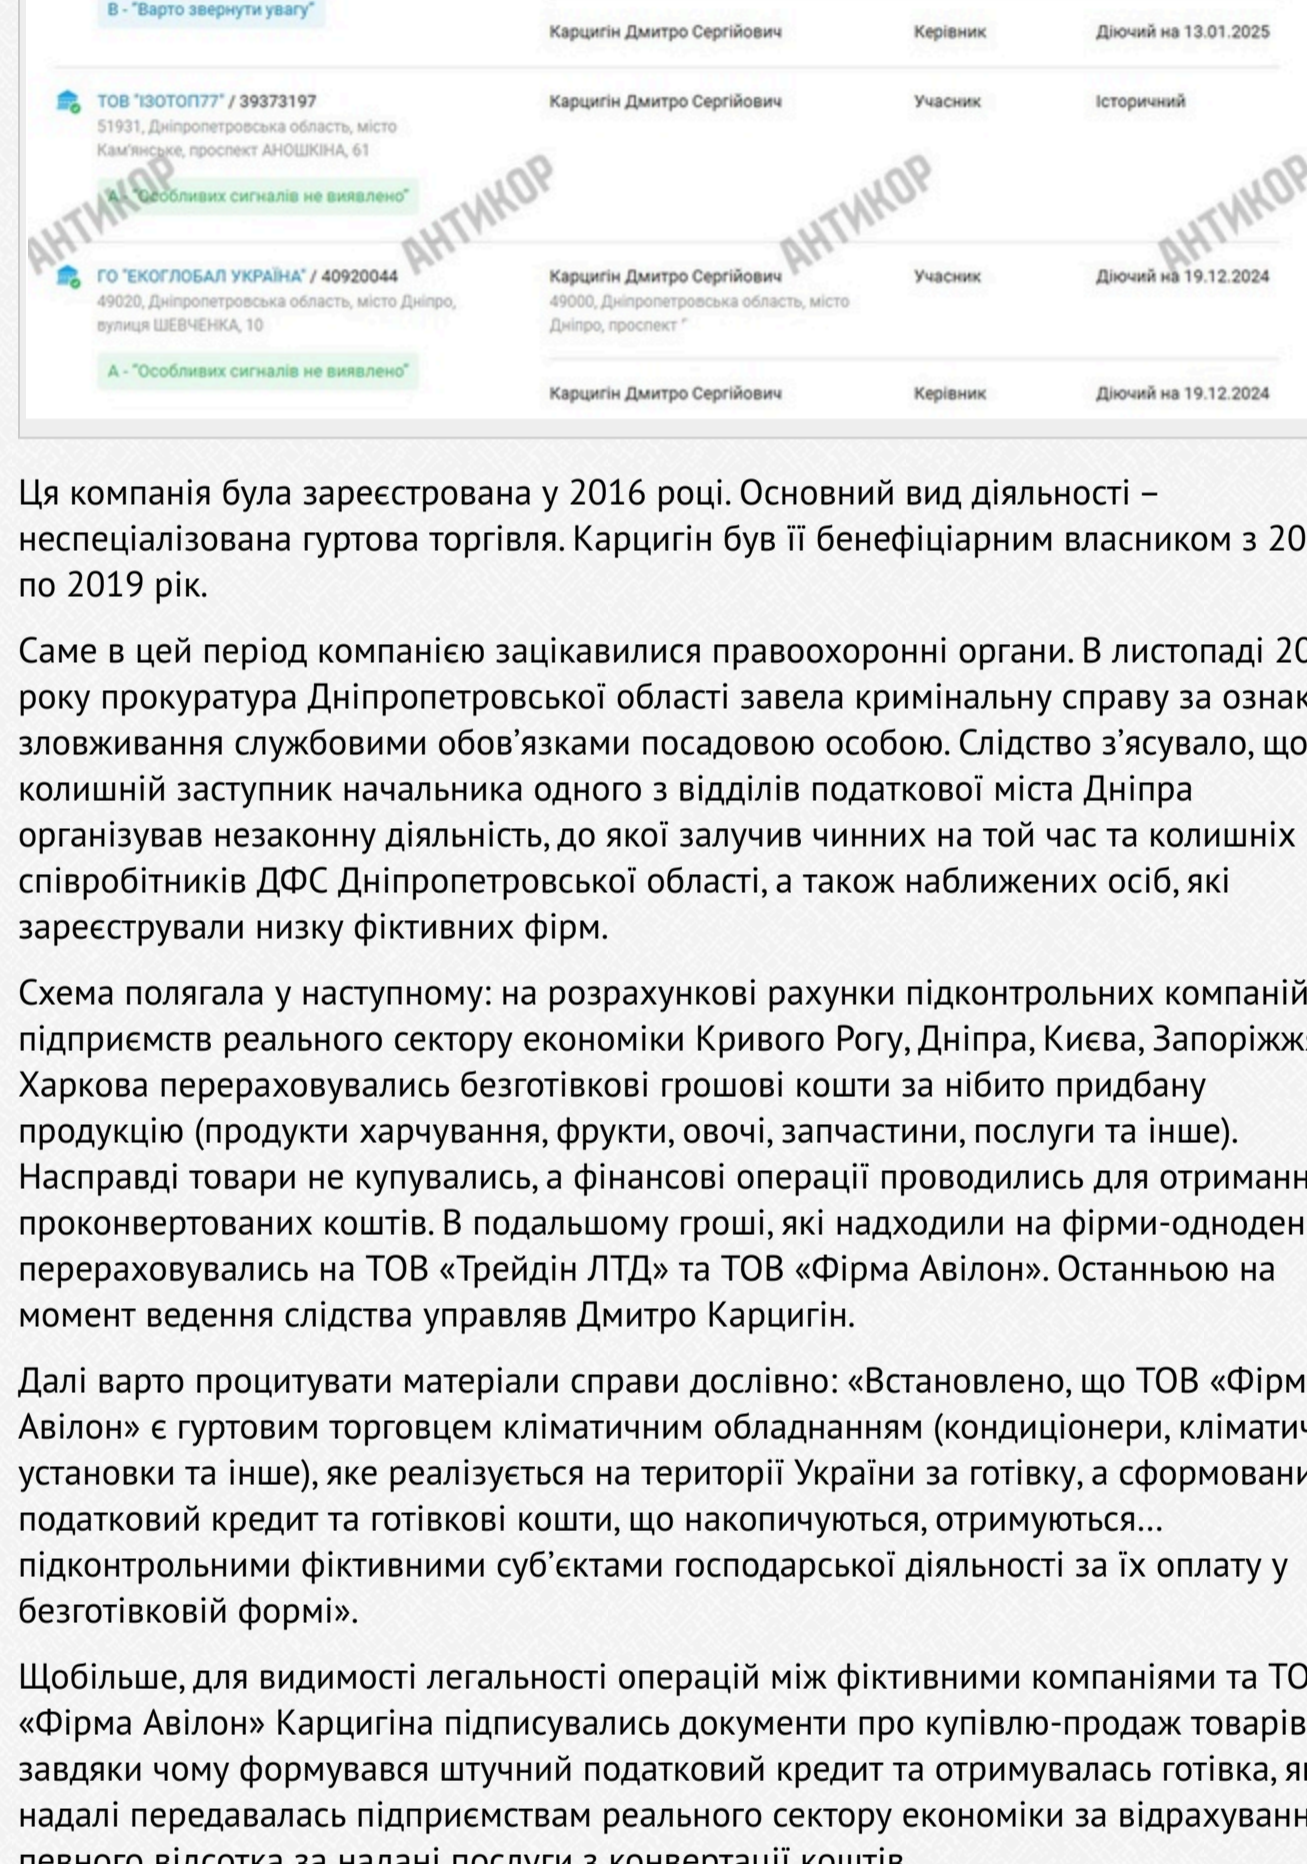 В - "Варто звернути увагу"
Карцигін Дмитро Сергійович Керівник Діючий на 13.01.2025
ТОВ "ІЗОТОП77" / 39373197 Карцигін Дмитро Сергійович Учасник Історичний
51931, Дніпропетровська область, місто
Кам'янське, проспект АНОШКІНА, 61
А - "Особливих сигналів не виявлено"
АНТИКОР АНТИКОР АНТИКОР АНТИКОР
ГО "ЕКОГЛОБАЛ УКРАЇНА" / 40920044 Карцигін Дмитро Сергійович Учасник Діючий на 19.12.2024
49020, Дніпропетровська область, місто Дніпро, 49000, Дніпропетровська область, місто
вулиця ШЕВЧЕНКА, 10 Дніпро, проспект "
А - "Особливих сигналів не виявлено"
Карцигін Дмитро Сергійович Керівник Діючий на 19.12.2024
Ця компанія була зареєстрована у 2016 році. Основний вид діяльності –
неспеціалізована гуртова торгівля. Карцигін був її бенефіціарним власником з 20
по 2019 рік.
Саме в цей період компанією зацікавилися правоохоронні органи. В листопаді 20
року прокуратура Дніпропетровської області завела кримінальну справу за ознак
зловживання службовими обов’язками посадовою особою. Слідство з’ясувало, що
колишній заступник начальника одного з відділів податкової міста Дніпра
організував незаконну діяльність, до якої залучив чинних на той час та колишніх
співробітників ДФС Дніпропетровської області, а також наближених осіб, які
зареєстрували низку фіктивних фірм.
Схема полягала у наступному: на розрахункові рахунки підконтрольних компаній
підприємств реального сектору економіки Кривого Рогу, Дніпра, Києва, Запоріжж
Харкова перераховувались безготівкові грошові кошти за нібито придбану
продукцію (продукти харчування, фрукти, овочі, запчастини, послуги та інше).
Насправді товари не купувались, а фінансові операції проводились для отриманн
проконвертованих коштів. В подальшому гроші, які надходили на фірми-одноден
перераховувались на ТОВ «Трейдін ЛТД» та ТОВ «Фірма Авілон». Останньою на
момент ведення слідства управляв Дмитро Карцигін.
Далі варто процитувати матеріали справи дослівно: «Встановлено, що ТОВ «Фірм
Авілон» є гуртовим торговцем кліматичним обладнанням (кондиціонери, кліматич
установки та інше), яке реалізується на території України за готівку, а сформовани
податковий кредит та готівкові кошти, що накопичуються, отримуються...
підконтрольними фіктивними суб’єктами господарської діяльності за їх оплату у
безготівковій формі».
Щобільше, для видимості легальності операцій між фіктивними компаніями та ТО
«Фірма Авілон» Карцигіна підписувались документи про купівлю-продаж товарів
завдяки чому формувався штучний податковий кредит та отримувалась готівка, як
надалі передавалась підприємствам реального сектору економіки за відрахуванн
певного відсотка за надані послуги з конвертації коштів